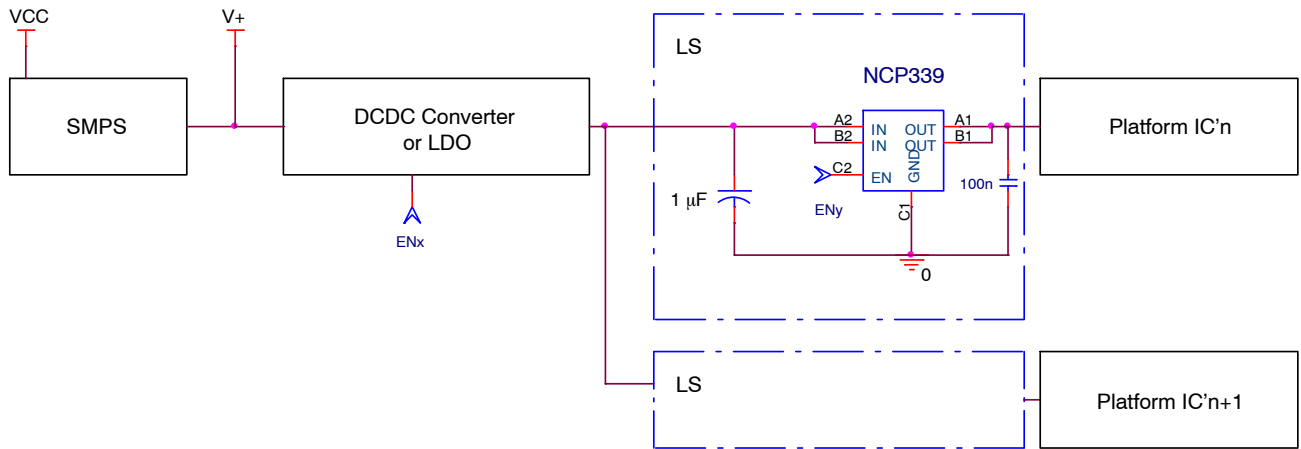 VCC
V+
LS
NCP339
SMPS
DCDC Converter
or LDO
A2 IN OUT A1
B2 IN OUT B1
C2 EN GND
C1
ENy
ENx
1 μF
100n
0
Platform IC'n
LS
Platform IC'n+1